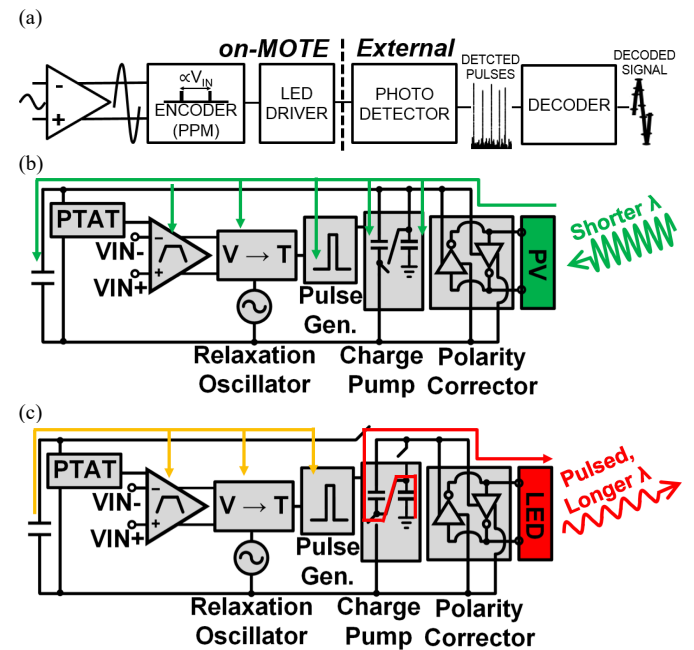 (a)
on-MOTE
External
∝V_IN
ENCODER
(PPM)
LED
DRIVER
PHOTO
DETECTOR
DETCTED
PULSES
DECODER
DECODED
SIGNAL
-
+
(b)
PTAT
VIN-
VIN+
-
+
V → T
Pulse
Gen.
Relaxation
Oscillator
Charge
Pump
Polarity
Corrector
PV
Shorter λ
(c)
PTAT
VIN-
VIN+
-
+
V → T
Pulse
Gen.
Relaxation
Oscillator
Charge
Pump
Polarity
Corrector
LED
Pulsed,
Longer λ